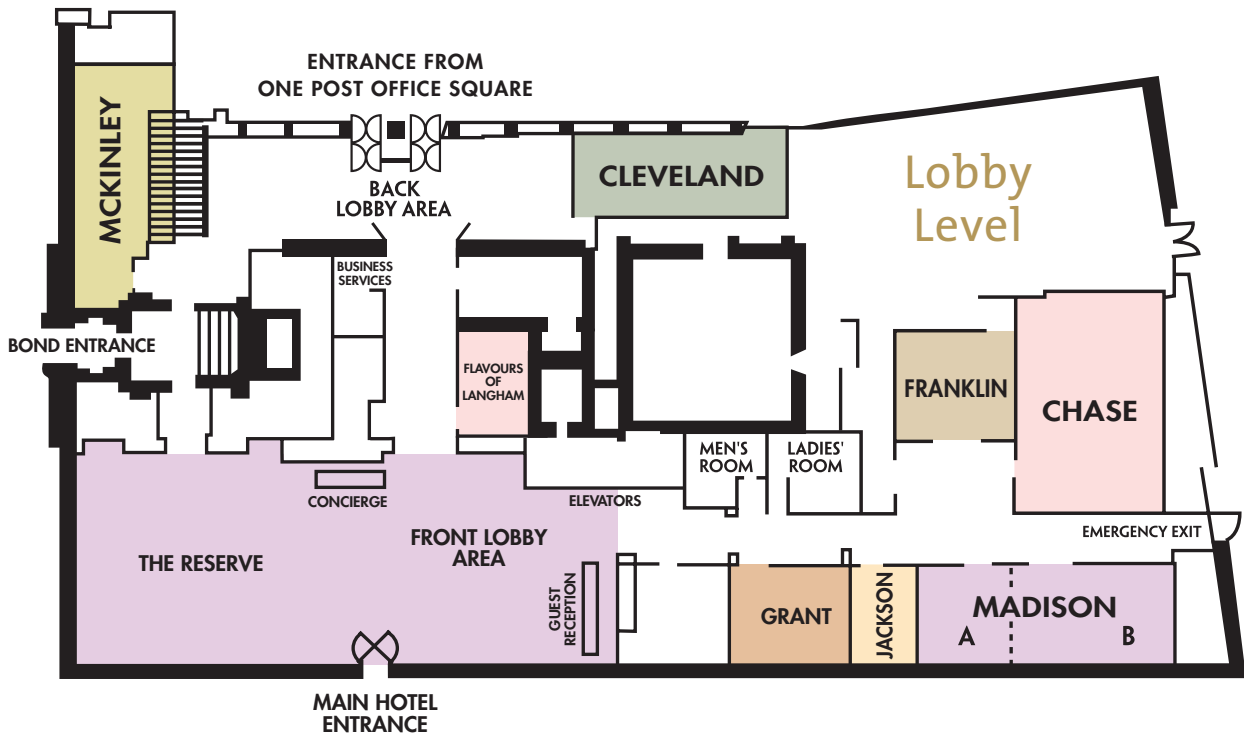 ENTRANCE FROM
ONE POST OFFICE SQUARE
MCKINLEY
CLEVELAND
Lobby
Level
BACK
LOBBY AREA
BUSINESS
SERVICES
BOND ENTRANCE
FLAVOURS
OF
LANGHAM
FRANKLIN
CHASE
MEN'S
ROOM
LADIES'
ROOM
CONCIERGE
ELEVATORS
EMERGENCY EXIT
THE RESERVE
FRONT LOBBY
AREA
GUEST
RECEPTION
GRANT
JACKSON
MADISON
A
B
MAIN HOTEL
ENTRANCE